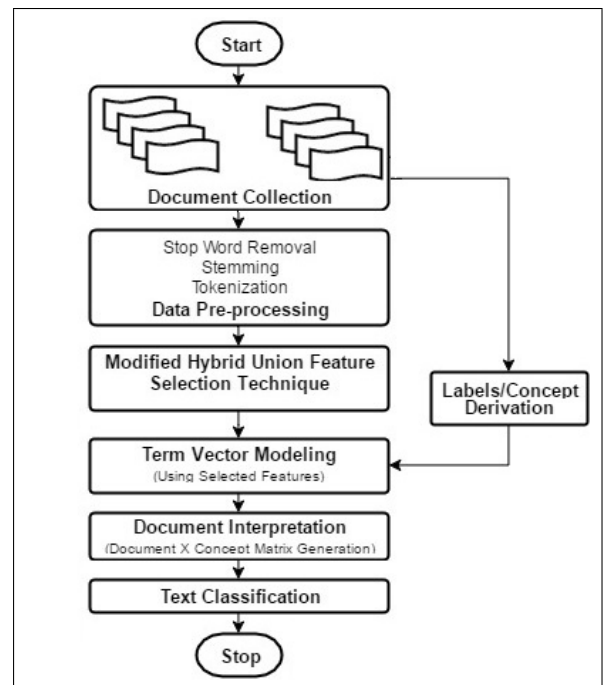 Start
Document Collection
Stop Word Removal
Stemming
Tokenization
Data Pre-processing
Modified Hybrid Union Feature
Selection Technique
Labels/Concept
Derivation
Term Vector Modeling
(Using Selected Features)
Document Interpretation
(Document X Concept Matrix Generation)
Text Classification
Stop